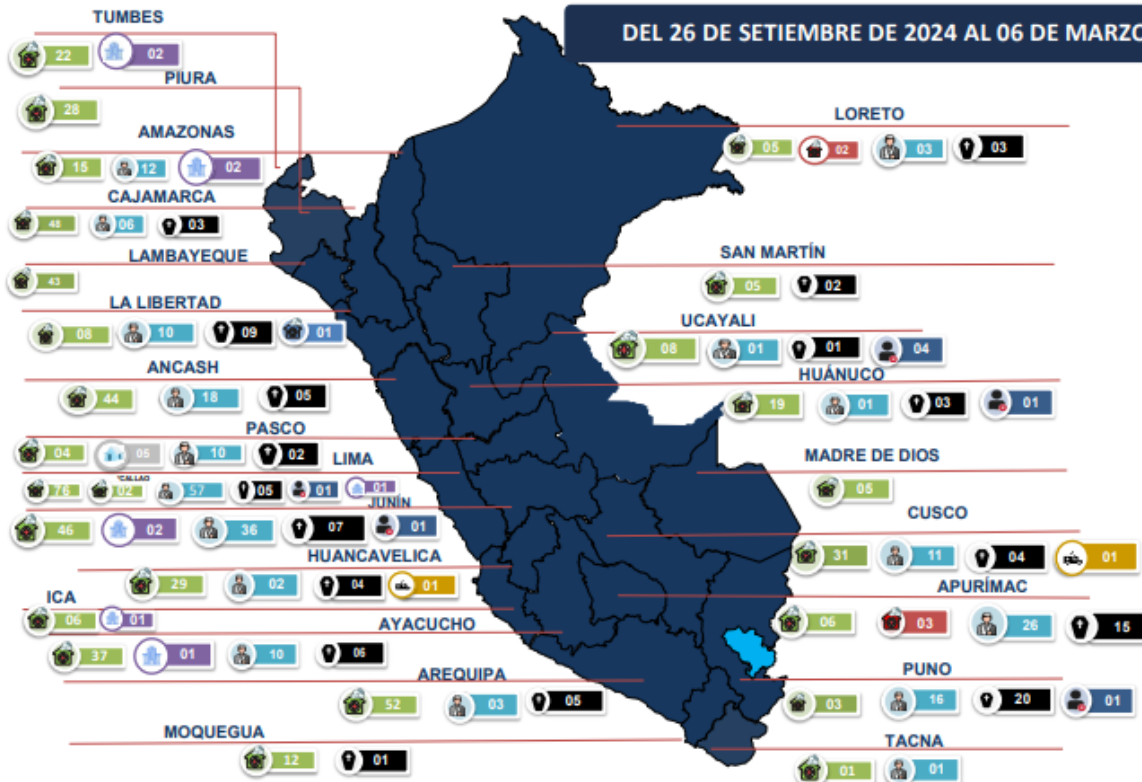 DEL 26 DE SETIEMBRE DE 2024 AL 06 DE MARZO
TUMBES
22 02
PIURA
28
AMAZONAS
15 12 02
CAJAMARCA
48 06 03
LAMBAYEQUE
43
LA LIBERTAD
08 10 09 01
ANCASH
44 18 05
PASCO
04 05 10 02
LIMA
*CALLAO
76 02 57 05 01 01
JUNÍN
46 02 36 07 01
HUANCAVELICA
29 02 04 01
ICA
06 01
AYACUCHO
37 01 10 06
AREQUIPA
52 03 05
MOQUEGUA
12 01
LORETO
05 02 03 03
SAN MARTÍN
05 02
UCAYALI
08 01 01 04
HUÁNUCO
19 01 03 01
MADRE DE DIOS
05
CUSCO
31 11 04 01
APURÍMAC
06 03 26 15
PUNO
03 16 20 01
TACNA
01 01